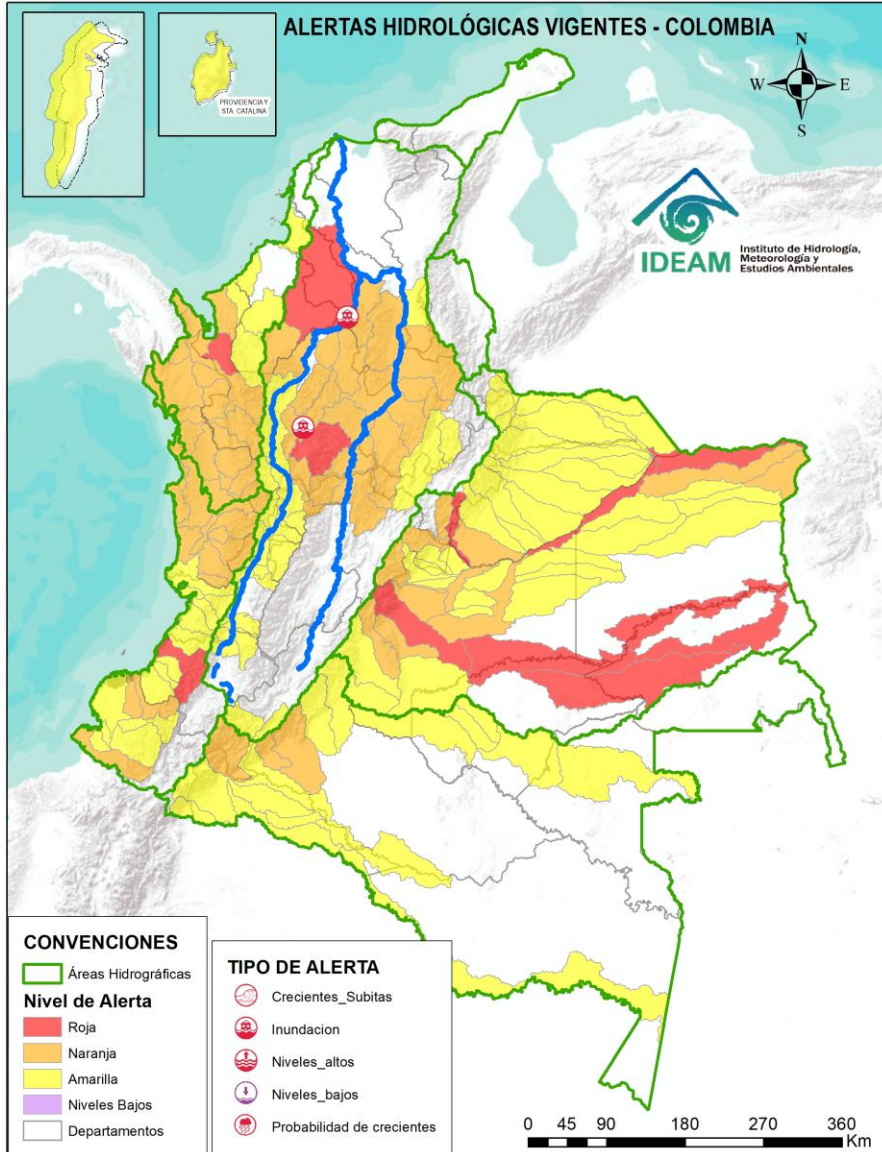 ALERTAS HIDROLÓGICAS VIGENTES - COLOMBIA
N
W
E
S
PROVIDENCIA Y
STA. CATALINA
IDEAM
Instituto de Hidrología,
Meteorología y
Estudios Ambientales
CONVENCIONES
Áreas Hidrográficas
Nivel de Alerta
Roja
Naranja
Amarilla
Niveles Bajos
Departamentos
TIPO DE ALERTA
Crecientes_Subitas
Inundacion
Niveles_altos
Niveles_bajos
Probabilidad de crecientes
0 45 90 180 270 360
Km